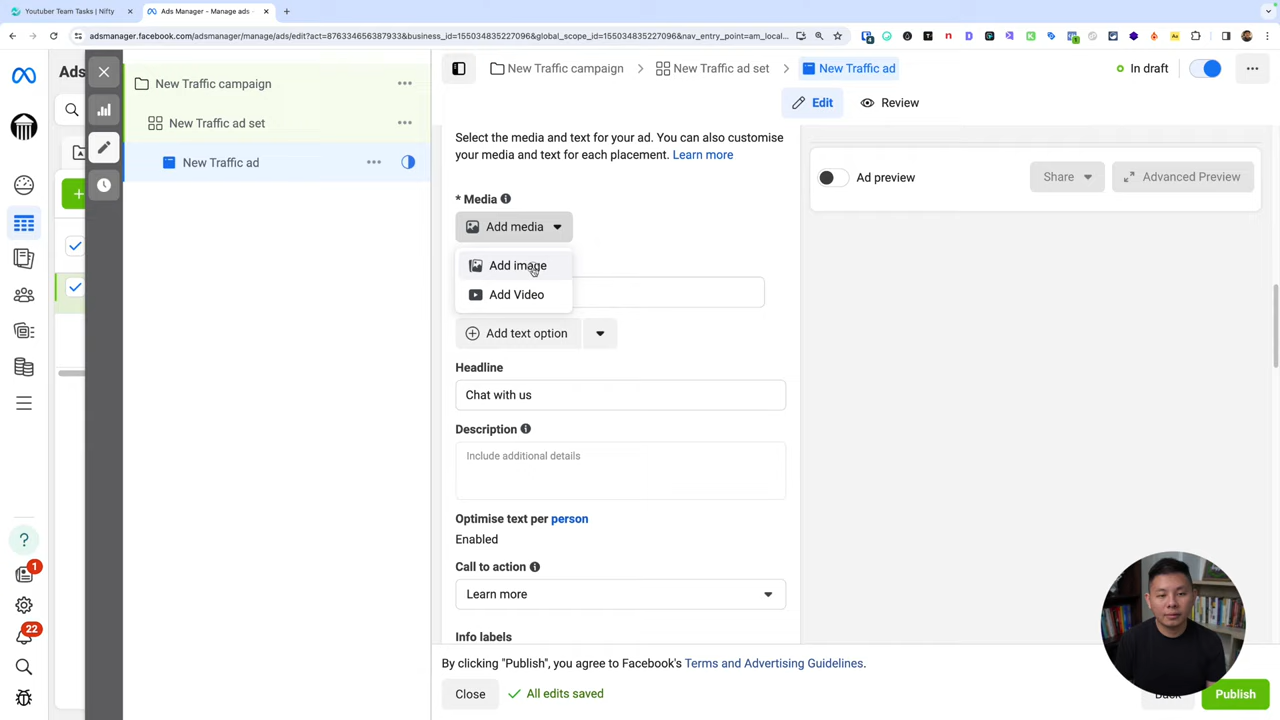 Youtuber Team Tasks | Nifty
Ads Manager - Manage ads
adsmanager.facebook.com/adsmanager/manage/ads/edit?act=876334656387933&business_id=155034835227096&global_scope_id=155034835227096&nav_entry_point=am_local...
Ads
New Traffic campaign
New Traffic ad set
New Traffic ad
New Traffic campaign
New Traffic ad set
New Traffic ad
In draft
Edit
Review
Select the media and text for your ad. You can also customise
your media and text for each placement. Learn more
* Media
Add media
Add image
Add Video
Add text option
Headline
Chat with us
Description
Include additional details
Optimise text per person
Enabled
Call to action
Learn more
Info labels
Ad preview
Share
Advanced Preview
By clicking "Publish", you agree to Facebook's Terms and Advertising Guidelines.
Close
All edits saved
Back
Publish
1
22